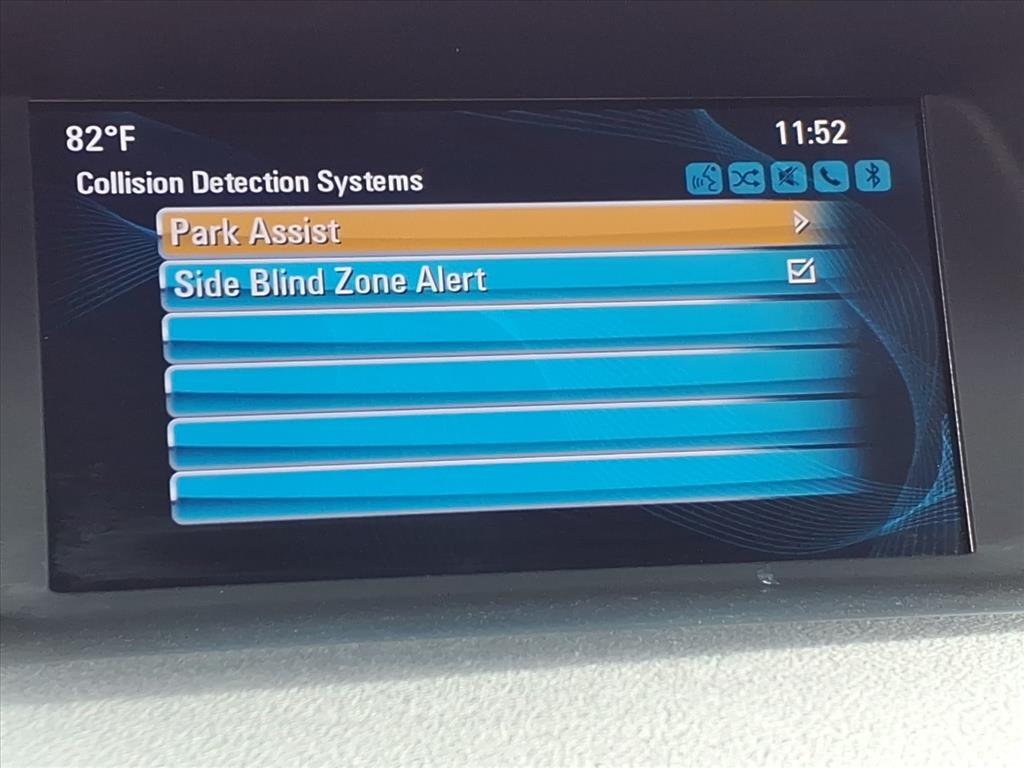 82°F
11:52
Collision Detection Systems
Park Assist
Side Blind Zone Alert